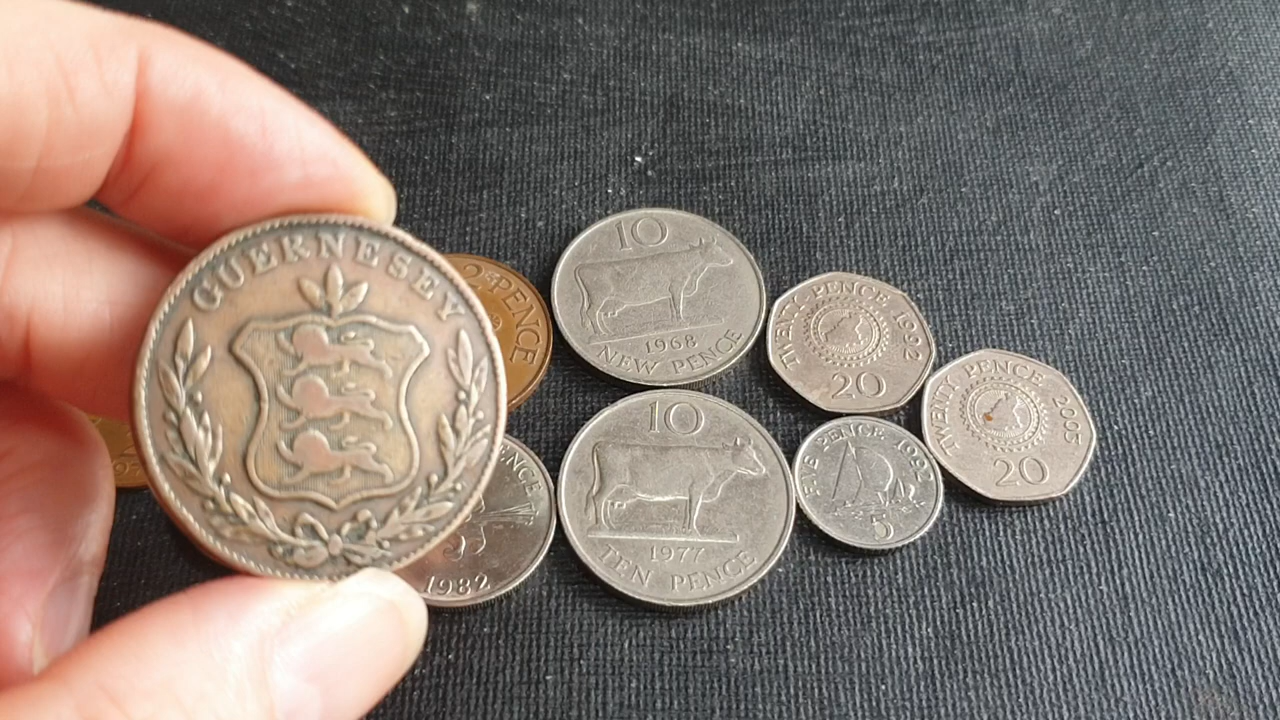 GUERNESEY
2 PENCE
10
1968
NEW PENCE
TWENTY PENCE 1992
20
TWENTY PENCE 2005
20
10
1977
TEN PENCE
FIVE PENCE 1992
5
1982